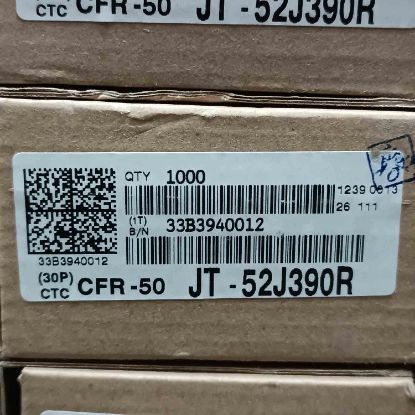 CTC CFR -50 JT - 52J390R
QTY 1000
1239 0613
26 111
(1T)
B/N 33B3940012
33B3940012
(30P)
CTC CFR -50 JT - 52J390R